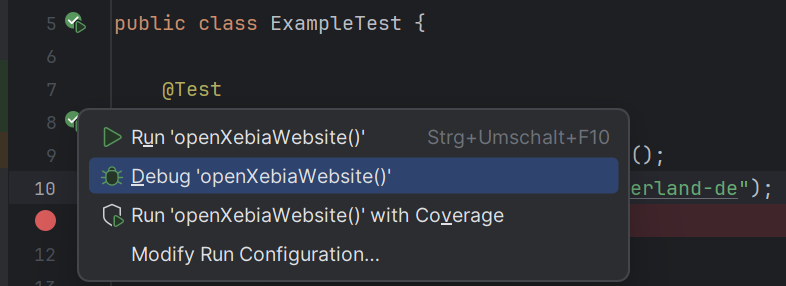 5 public class ExampleTest {
6
7 @Test
8
Run 'openXebiaWebsite()' Strg+Umschalt+F10
9 ();
Debug 'openXebiaWebsite()'
10 erland-de");
Run 'openXebiaWebsite()' with Coverage
12
Modify Run Configuration...